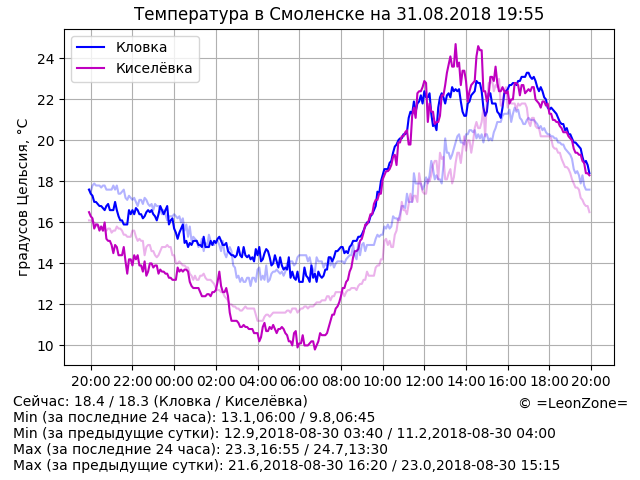 Температура в Смоленске на 31.08.2018 19:55
Кловка
Киселёвка
градусов Цельсия, °C
24
22
20
18
16
14
12
10
20:00 22:00 00:00 02:00 04:00 06:00 08:00 10:00 12:00 14:00 16:00 18:00 20:00
Сейчас: 18.4 / 18.3 (Кловка / Киселёвка)
© =LeonZone=
Min (за последние 24 часа): 13.1,06:00 / 9.8,06:45
Min (за предыдущие сутки): 12.9,2018-08-30 03:40 / 11.2,2018-08-30 04:00
Max (за последние 24 часа): 23.3,16:55 / 24.7,13:30
Max (за предыдущие сутки): 21.6,2018-08-30 16:20 / 23.0,2018-08-30 15:15